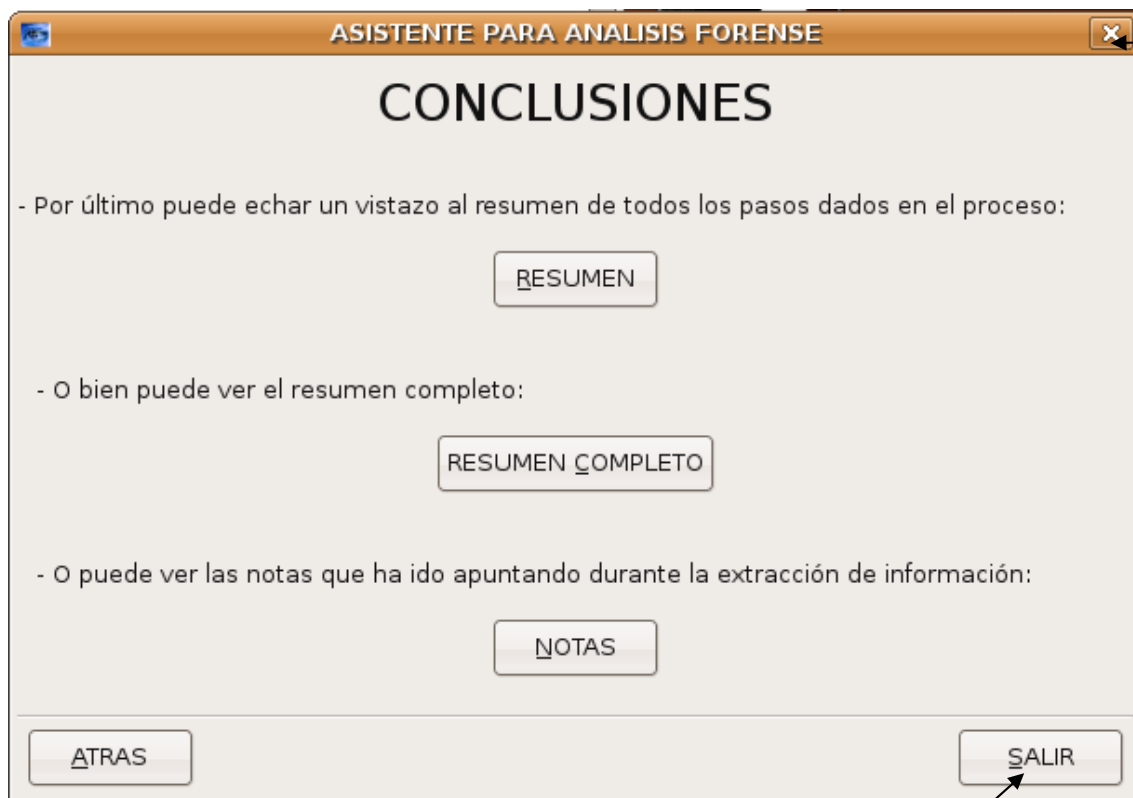 ASISTENTE PARA ANALISIS FORENSE
CONCLUSIONES
- Por último puede echar un vistazo al resumen de todos los pasos dados en el proceso:
RESUMEN
- O bien puede ver el resumen completo:
RESUMEN COMPLETO
- O puede ver las notas que ha ido apuntando durante la extracción de información:
NOTAS
ATRAS
SALIR